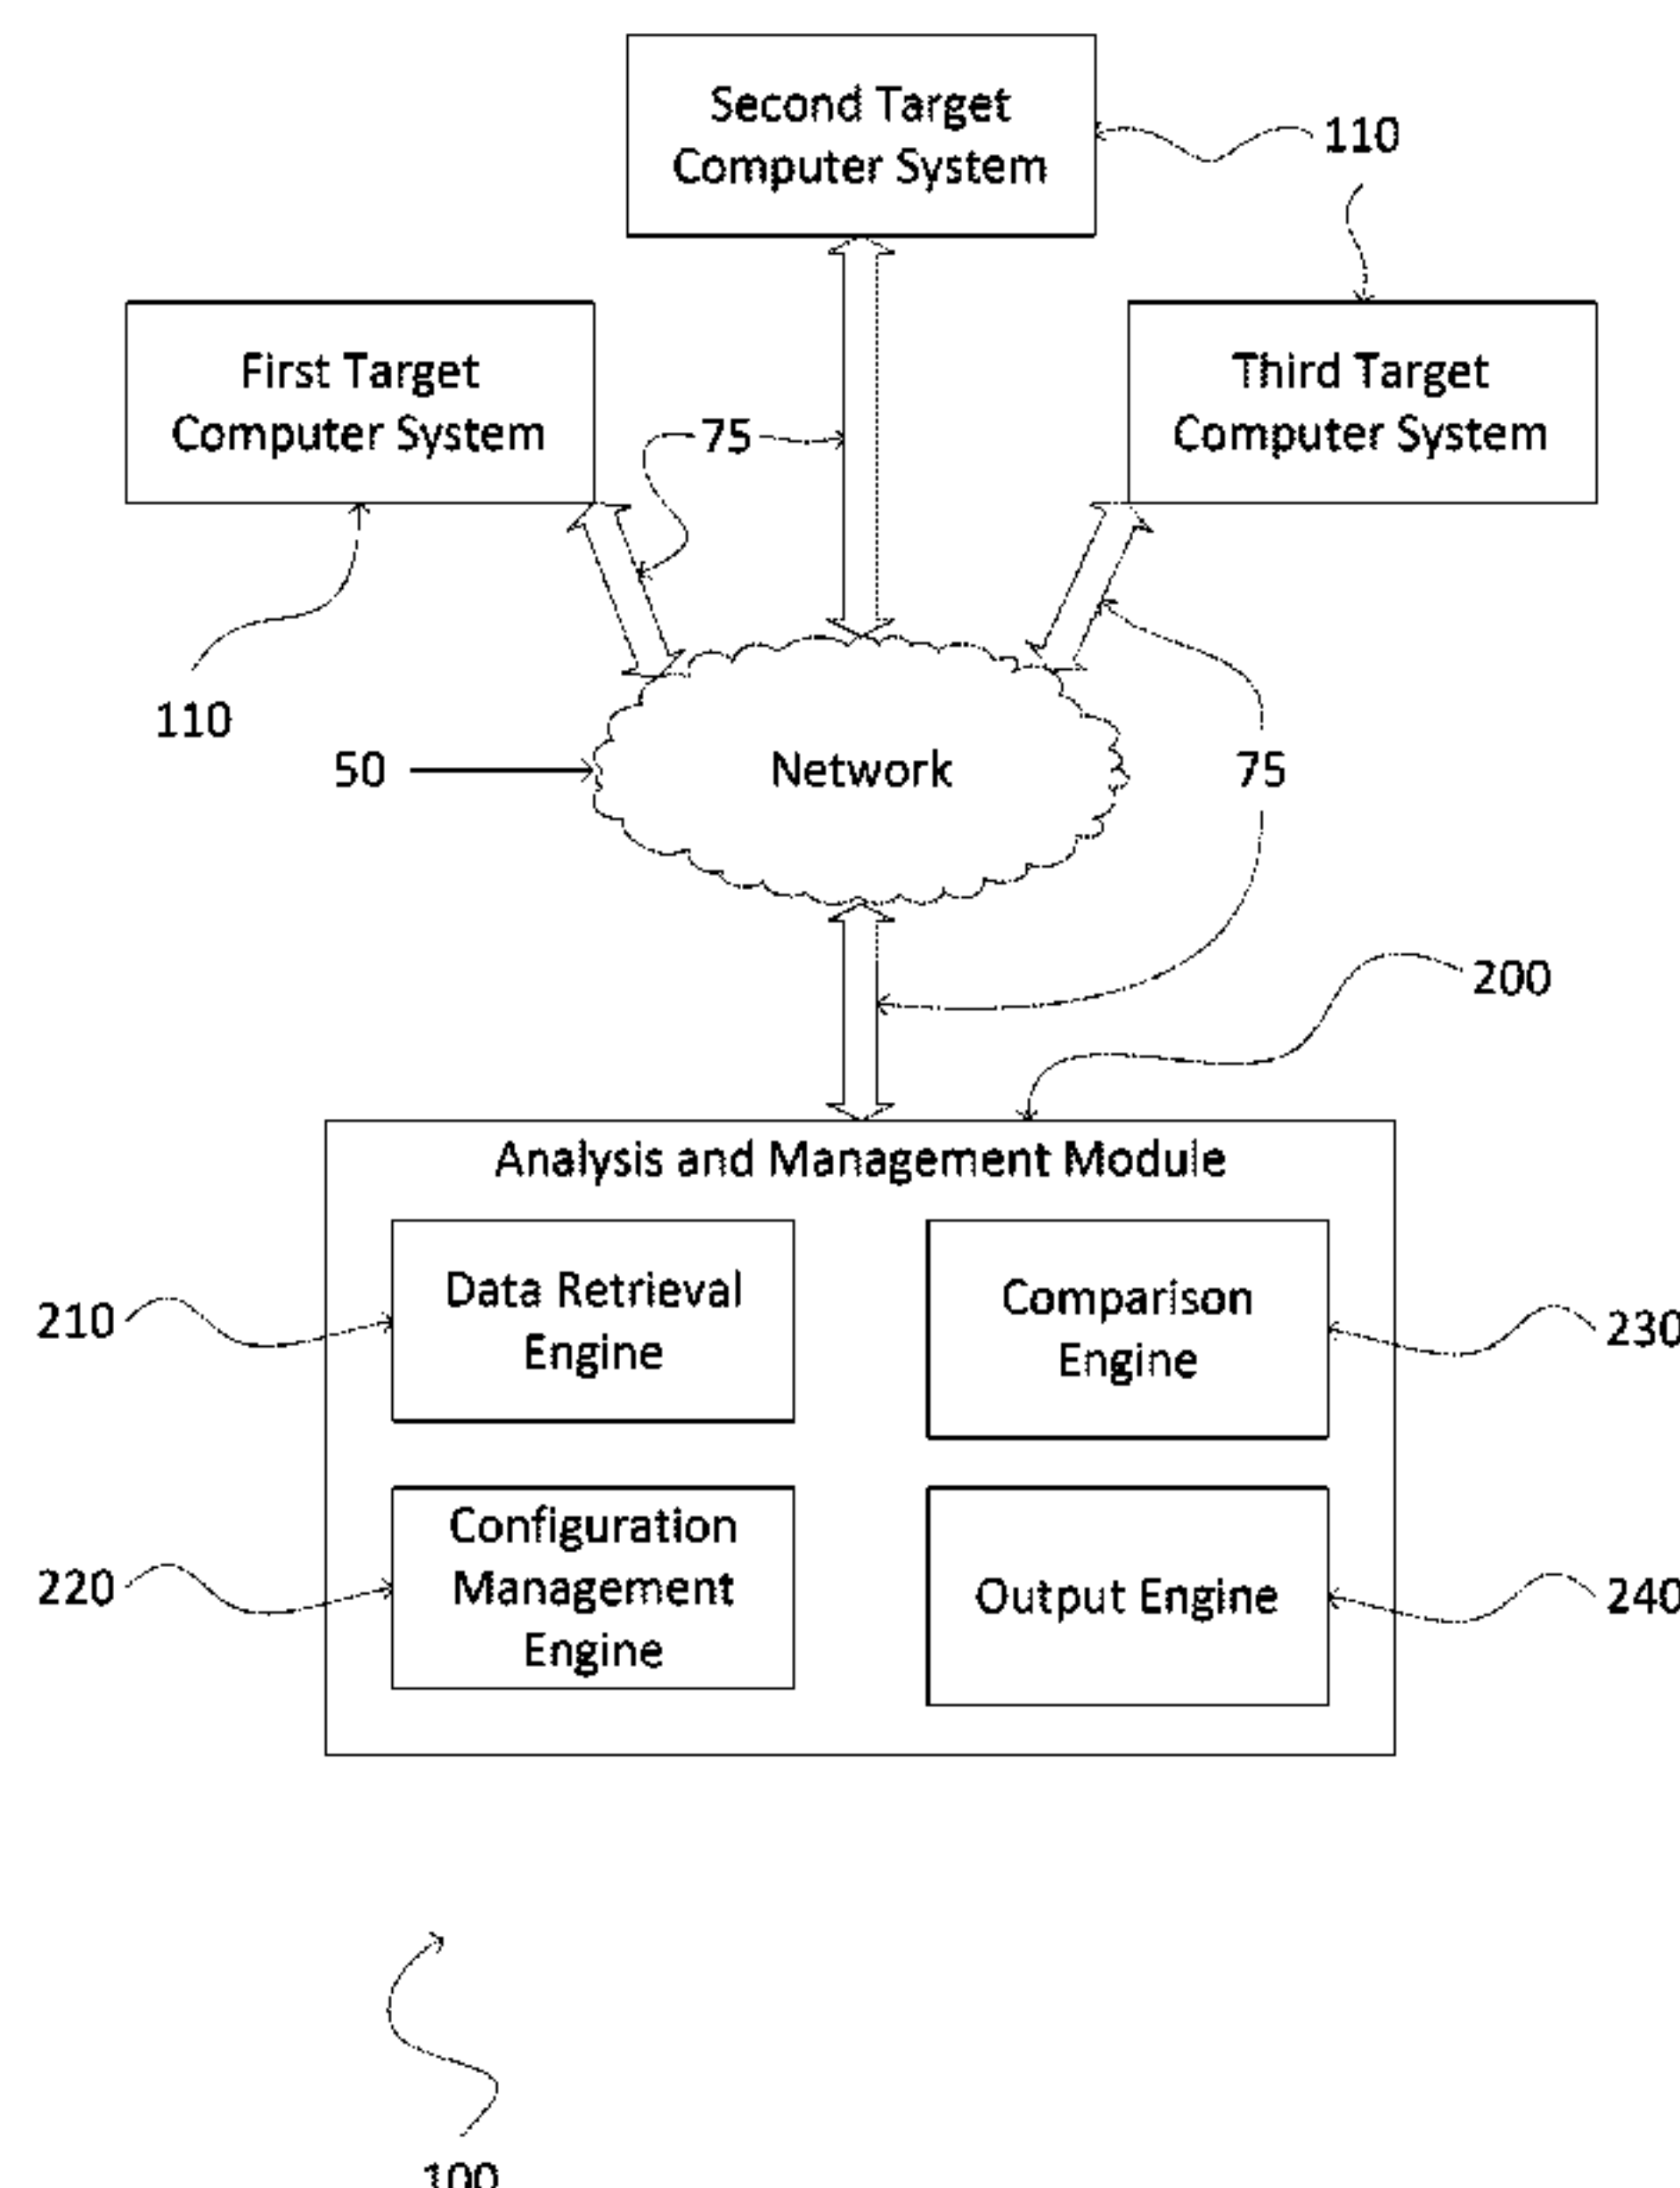 Second Target
Computer System
110
First Target
Computer System
Third Target
Computer System
75
110
50
Network
75
200
Analysis and Management Module
Data Retrieval
Engine
Comparison
Engine
210
230
Configuration
Management
Engine
Output Engine
220
240
100